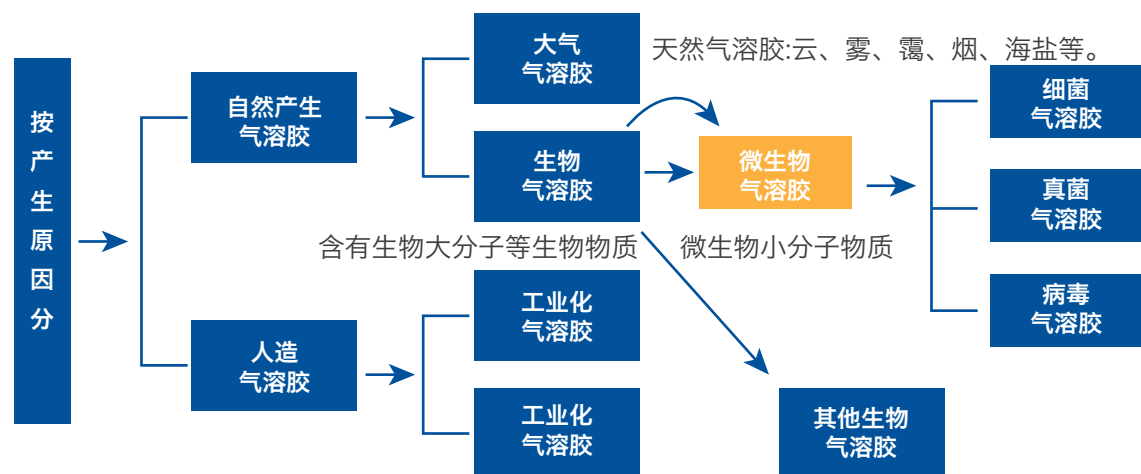 按产生原因分
自然产生
气溶胶
人造
气溶胶
大气
气溶胶
天然气溶胶:云、雾、霭、烟、海盐等。
生物
气溶胶
含有生物大分子等生物物质
微生物
气溶胶
微生物小分子物质
细菌
气溶胶
真菌
气溶胶
病毒
气溶胶
工业化
气溶胶
工业化
气溶胶
其他生物
气溶胶